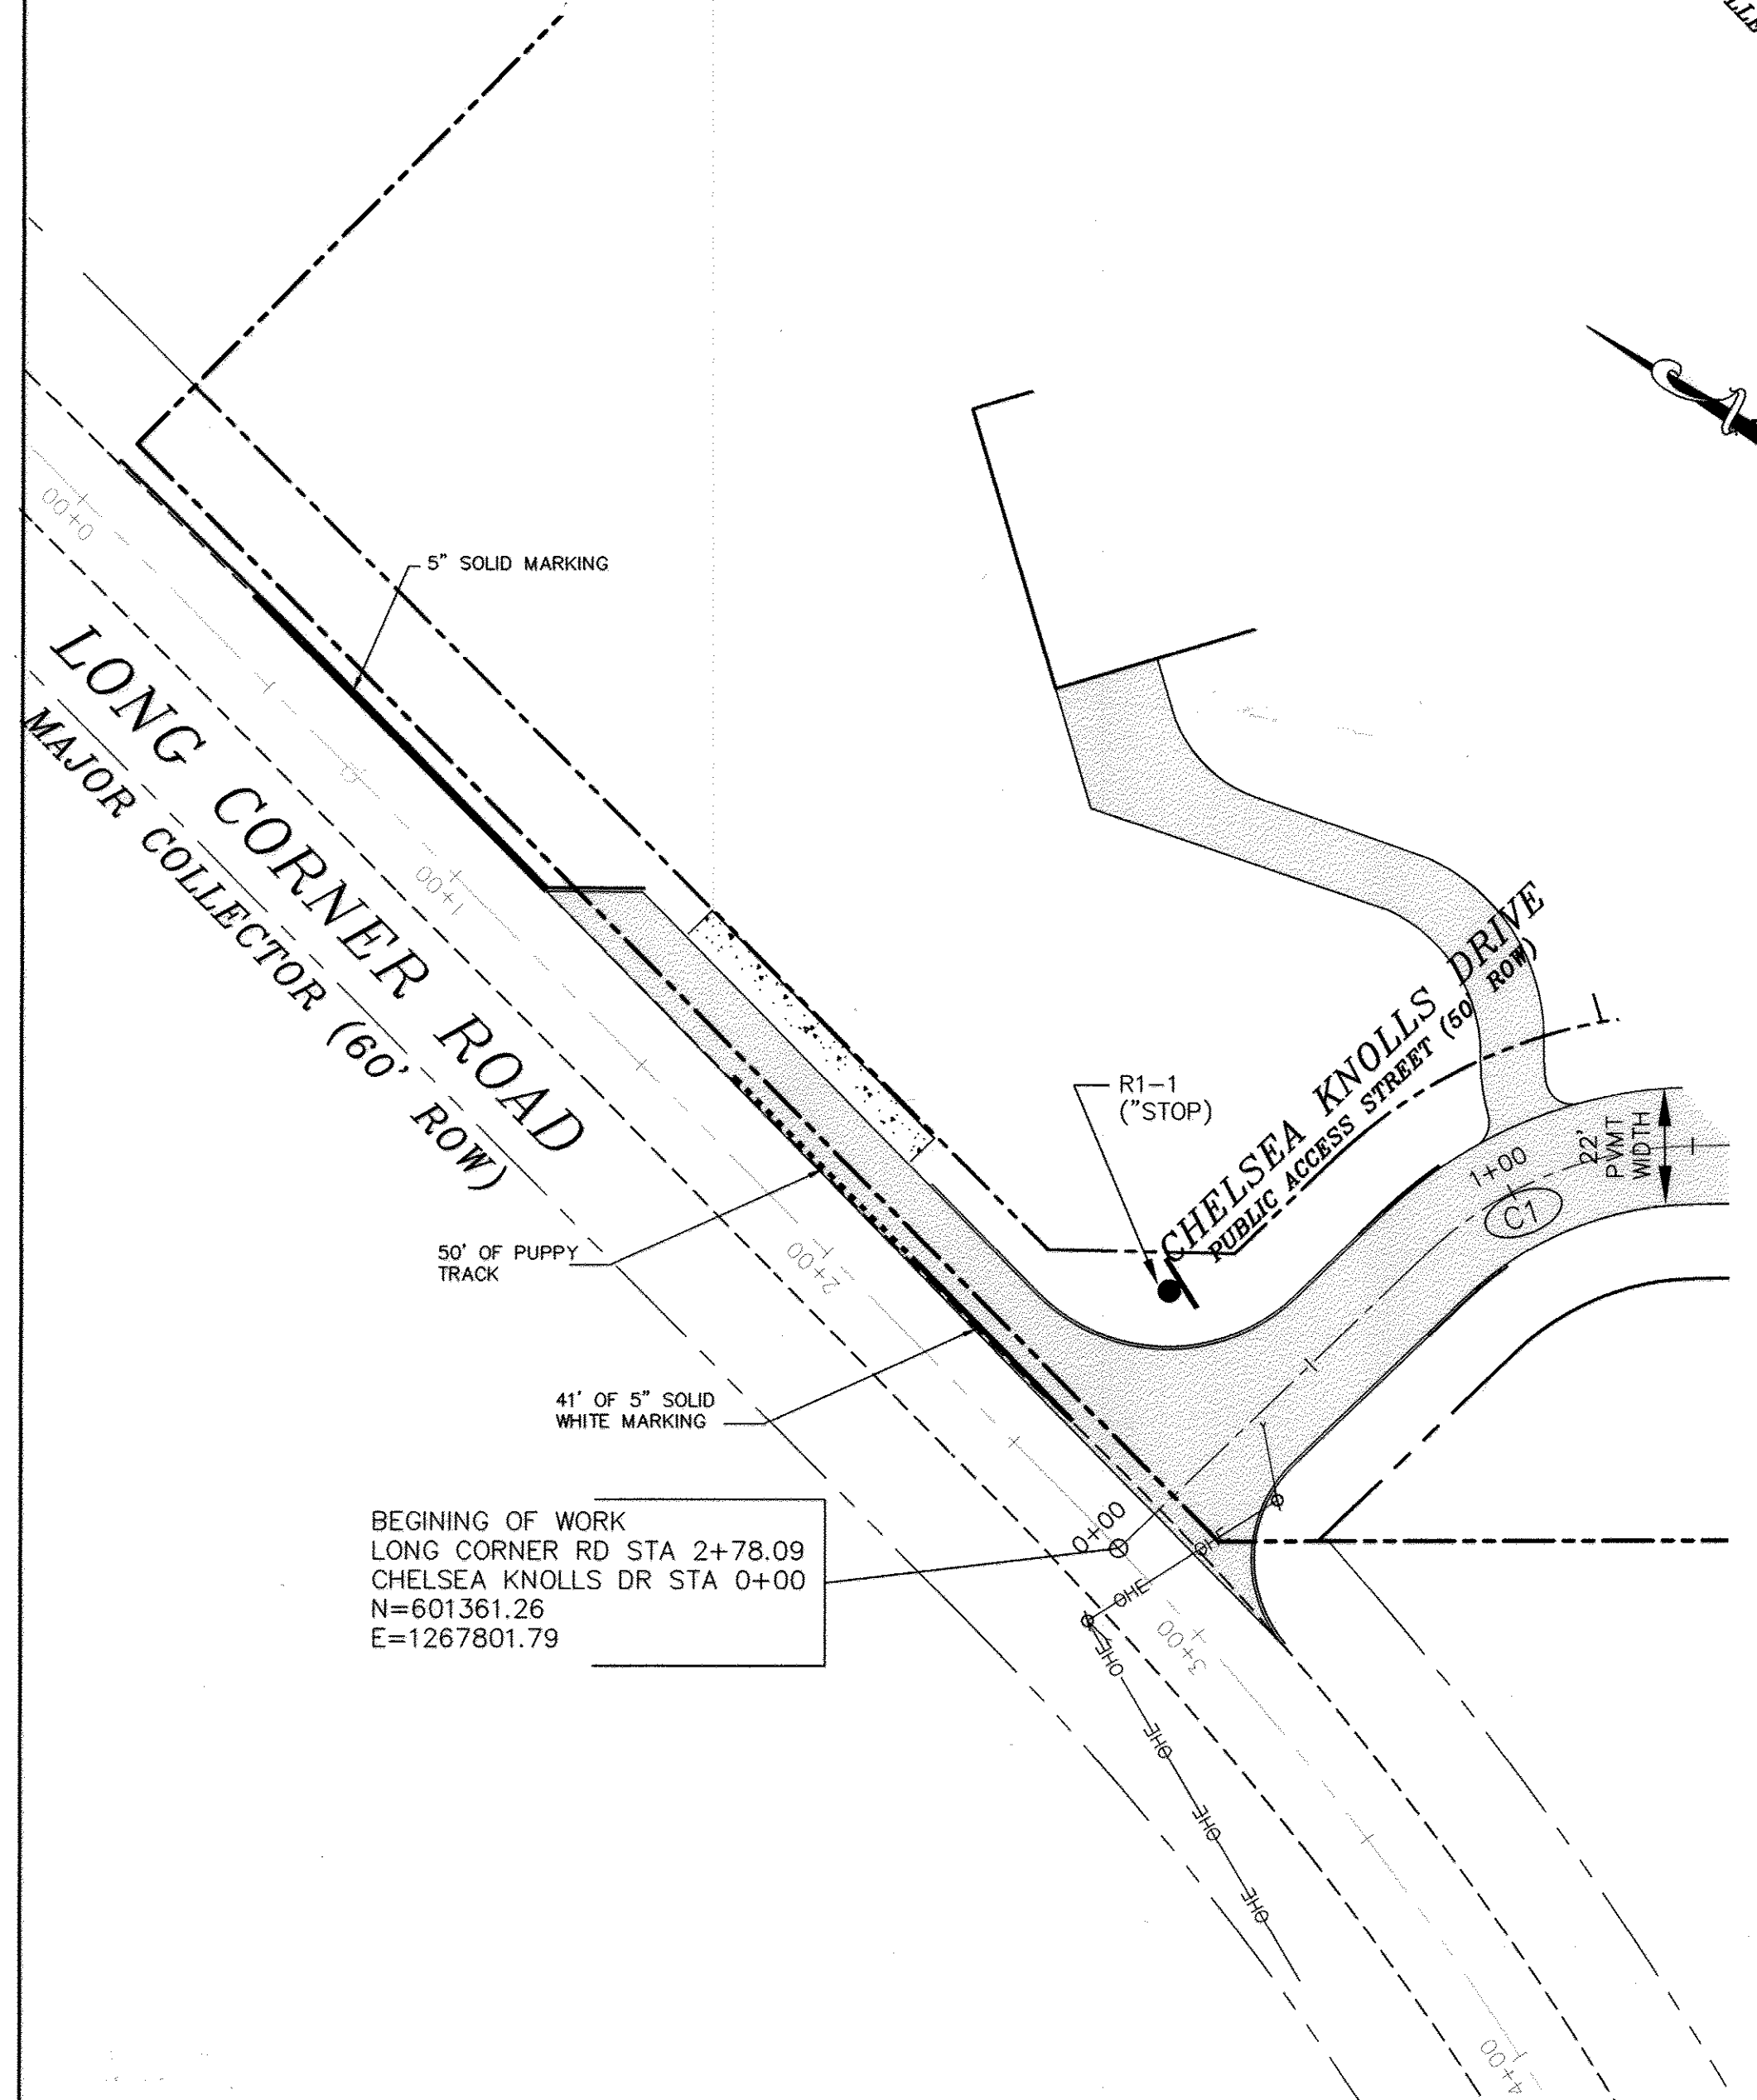 LLE
5" SOLID MARKING
0+00
LONG CORNER ROAD
MAJOR COLLECTOR (60' ROW)
1+00
CHELSEA KNOLLS DRIVE
PUBLIC ACCESS STREET (50' ROW)
R1-1
("STOP)
22'
PVMT
WIDTH
1+00
C1
50' OF PUPPY
TRACK
2+00
41' OF 5" SOLID
WHITE MARKING
BEGINING OF WORK
LONG CORNER RD STA 2+78.09
CHELSEA KNOLLS DR STA 0+00
N=601361.26
E=1267801.79
0+00
OHE
OHE
3+00
OHE
OHE
OHE
OHE
4+00